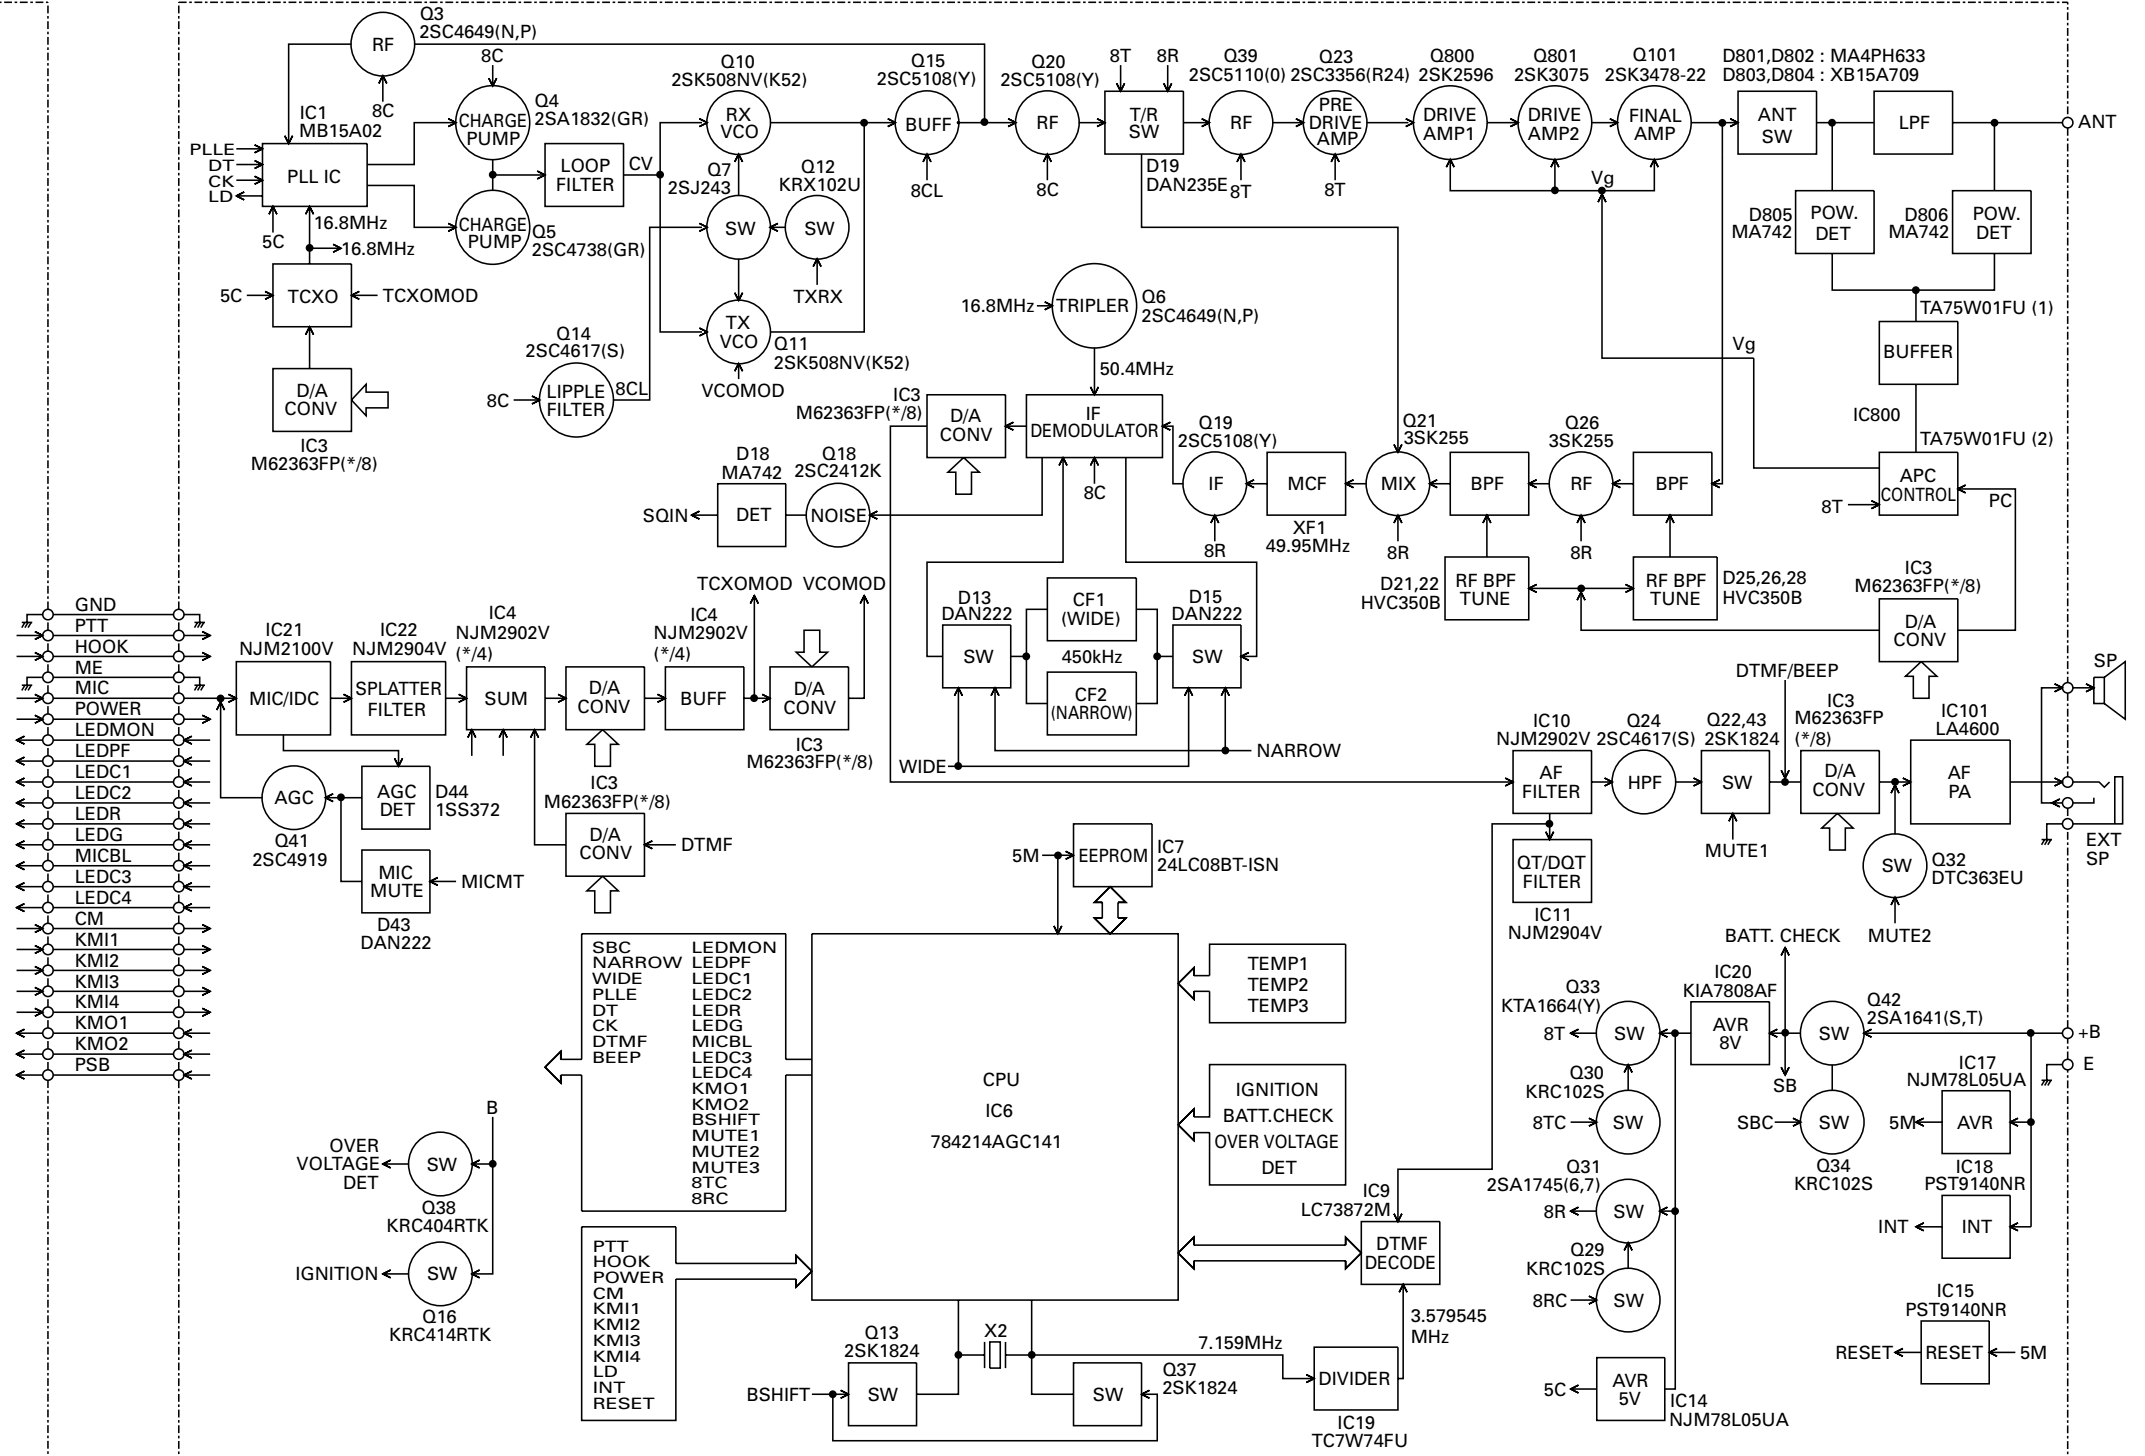 Q3
2SC4649(N,P)
RF
8C
IC1
MB15A02
PLLE
DT
CK
LD
PLL IC
5C
16.8MHz
16.8MHz
8C
CHARGE
PUMP
Q4
2SA1832(GR)
CHARGE
PUMP
Q5
2SC4738(GR)
LOOP
FILTER
CV
5C
TCXO
TCXOMOD
D/A
CONV
IC3
M62363FP(*/8)
Q14
2SC4617(S)
8C
LIPPLE
FILTER
8CL
Q10
2SK508NV(K52)
RX
VCO
Q7
2SJ243
SW
Q12
KRX102U
SW
TXRX
TX
VCO
Q11
2SK508NV(K52)
VCOMOD
Q15
2SC5108(Y)
BUFF
8CL
Q20
2SC5108(Y)
RF
8C
8T
8R
T/R
SW
D19
DAN235E
Q39
2SC5110(0)
RF
8T
Q23
2SC3356(R24)
PRE
DRIVE
AMP
8T
Q800
2SK2596
DRIVE
AMP1
Q801
2SK3075
DRIVE
AMP2
Q101
2SK3478-22
FINAL
AMP
Vg
D801,D802 : MA4PH633
D803,D804 : XB15A709
ANT
SW
LPF
ANT
D805
MA742
POW.
DET
D806
MA742
POW.
DET
TA75W01FU (1)
BUFFER
IC800
TA75W01FU (2)
APC
CONTROL
8T
PC
Vg
16.8MHz
TRIPLER
Q6
2SC4649(N,P)
50.4MHz
IC3
M62363FP(*/8)
D/A
CONV
IF
DEMODULATOR
8C
Q19
2SC5108(Y)
IF
8R
MCF
XF1
49.95MHz
Q21
3SK255
MIX
8R
BPF
Q26
3SK255
RF
8R
BPF
D21,22
HVC350B
RF BPF
TUNE
RF BPF
TUNE
D25,26,28
HVC350B
IC3
M62363FP(*/8)
D/A
CONV
SQIN
D18
MA742
DET
Q18
2SC2412K
NOISE
D13
DAN222
SW
CF1
(WIDE)
450kHz
CF2
(NARROW)
D15
DAN222
SW
WIDE
NARROW
GND
PTT
HOOK
ME
MIC
POWER
LEDMON
LEDPF
LEDC1
LEDC2
LEDR
LEDG
MICBL
LEDC3
LEDC4
CM
KMI1
KMI2
KMI3
KMI4
KMO1
KMO2
PSB
IC21
NJM2100V
MIC/IDC
IC22
NJM2904V
SPLATTER
FILTER
IC4
NJM2902V
(*/4)
SUM
D/A
CONV
IC3
M62363FP(*/8)
IC4
NJM2902V
(*/4)
BUFF
TCXOMOD
VCOMOD
D/A
CONV
IC3
M62363FP(*/8)
AGC
Q41
2SC4919
AGC
DET
D44
1SS372
MIC
MUTE
MICMT
D43
DAN222
D/A
CONV
DTMF
IC10
NJM2902V
AF
FILTER
Q24
2SC4617(S)
HPF
Q22,43
2SK1824
SW
MUTE1
DTMF/BEEP
IC3
M62363FP
(*/8)
D/A
CONV
IC101
LA4600
AF
PA
SP
EXT
SP
SW
Q32
DTC363EU
MUTE2
QT/DQT
FILTER
IC11
NJM2904V
5M
EEPROM
IC7
24LC08BT-ISN
SBC
NARROW
WIDE
PLLE
DT
CK
DTMF
BEEP
LEDMON
LEDPF
LEDC1
LEDC2
LEDR
LEDG
MICBL
LEDC3
LEDC4
KMO1
KMO2
BSHIFT
MUTE1
MUTE2
MUTE3
8TC
8RC
CPU
IC6
784214AGC141
TEMP1
TEMP2
TEMP3
IGNITION
BATT.CHECK
OVER VOLTAGE
DET
PTT
HOOK
POWER
CM
KMI1
KMI2
KMI3
KMI4
LD
INT
RESET
B
OVER
VOLTAGE
DET
SW
Q38
KRC404RTK
IGNITION
SW
Q16
KRC414RTK
IC9
LC73872M
DTMF
DECODE
3.579545
MHz
X2
7.159MHz
DIVIDER
IC19
TC7W74FU
Q13
2SK1824
BSHIFT
SW
SW
Q37
2SK1824
BATT. CHECK
Q33
KTA1664(Y)
8T
SW
IC20
KIA7808AF
AVR
8V
SB
SW
Q42
2SA1641(S,T)
+B
E
Q30
KRC102S
8TC
SW
SBC
SW
Q34
KRC102S
IC17
NJM78L05UA
5M
AVR
IC18
PST9140NR
INT
INT
Q31
2SA1745(6,7)
8R
SW
Q29
KRC102S
8RC
SW
5C
AVR
5V
IC14
NJM78L05UA
IC15
PST9140NR
RESET
RESET
5M